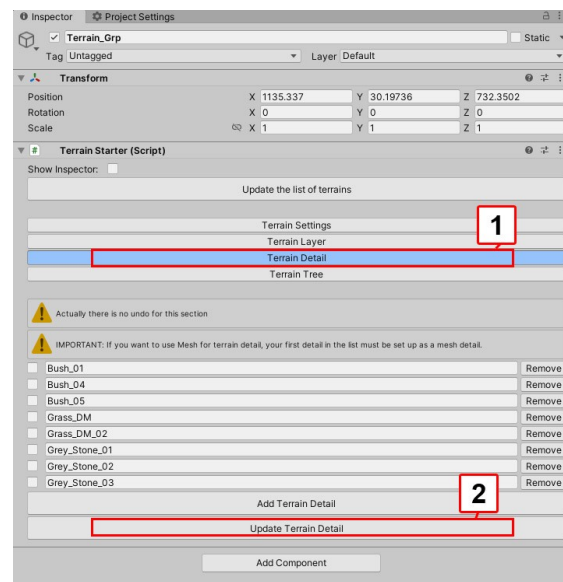 Inspector Project Settings
Terrain_Grp Static
Tag Untagged Layer Default
Transform
Position X 1135.337 Y 30.19736 Z 732.3502
Rotation X 0 Y 0 Z 0
Scale X 1 Y 1 Z 1
# Terrain Starter (Script)
Show Inspector:
Update the list of terrains
1
Terrain Settings
Terrain Layer
Terrain Detail
Terrain Tree
Actually there is no undo for this section
IMPORTANT: If you want to use Mesh for terrain detail, your first detail in the list must be set up as a mesh detail.
Bush_01 Remove
Bush_04 Remove
Bush_05 Remove
Grass_DM Remove
Grass_DM_02 Remove
Grey_Stone_01 Remove
Grey_Stone_02 Remove
Grey_Stone_03 Remove
2
Add Terrain Detail
Update Terrain Detail
Add Component